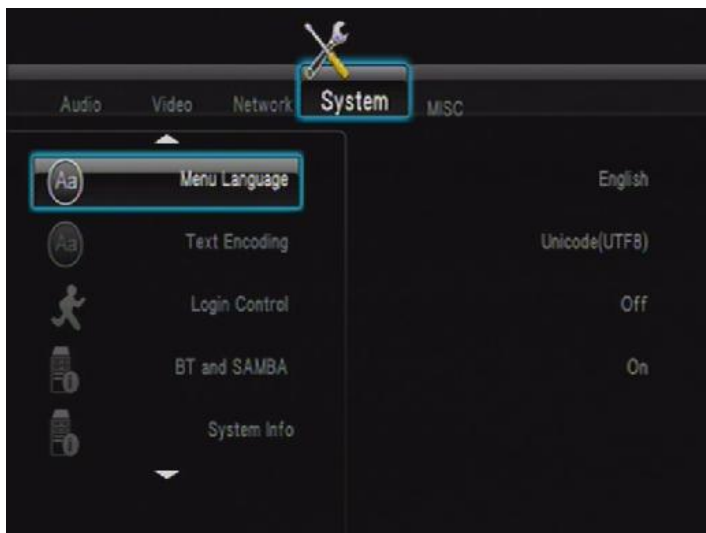 Audio Video Network System MISC
Aa Menu Language English
Aa Text Encoding Unicode(UTF8)
Login Control Off
BT and SAMBA On
System Info